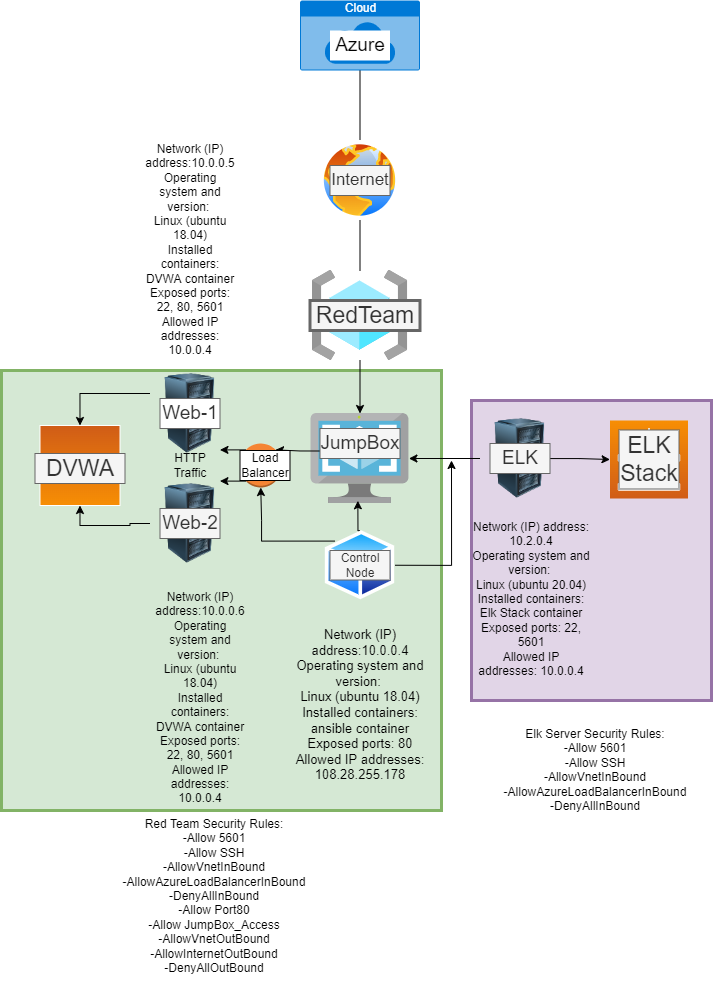 Cloud
Azure
Internet
Network (IP)
address:10.0.0.5
Operating
system and
version:
Linux (ubuntu
18.04)
Installed
containers:
DVWA container
Exposed ports:
22, 80, 5601
Allowed IP
addresses:
10.0.0.4
RedTeam
Web-1
HTTP
Traffic
Web-2
DVWA
Load
Balancer
JumpBox
Control
Node
ELK
ELK
Stack
Network (IP) address:
10.2.0.4
Operating system and
version:
Linux (ubuntu 20.04)
Installed containers:
Elk Stack container
Exposed ports: 22,
5601
Allowed IP
addresses: 10.0.0.4
Network (IP)
address:10.0.0.6
Operating
system and
version:
Linux (ubuntu
18.04)
Installed
containers:
DVWA container
Exposed ports:
22, 80, 5601
Allowed IP
addresses:
10.0.0.4
Network (IP)
address:10.0.0.4
Operating system and
version:
Linux (ubuntu 18.04)
Installed containers:
ansible container
Exposed ports: 80
Allowed IP addresses:
108.28.255.178
Elk Server Security Rules:
-Allow 5601
-Allow SSH
-AllowVnetInBound
-AllowAzureLoadBalancerInBound
-DenyAllInBound
Red Team Security Rules:
-Allow 5601
-Allow SSH
-AllowVnetInBound
-AllowAzureLoadBalancerInBound
-DenyAllInBound
-Allow Port80
-Allow JumpBox_Access
-AllowVnetOutBound
-AllowInternetOutBound
-DenyAllOutBound